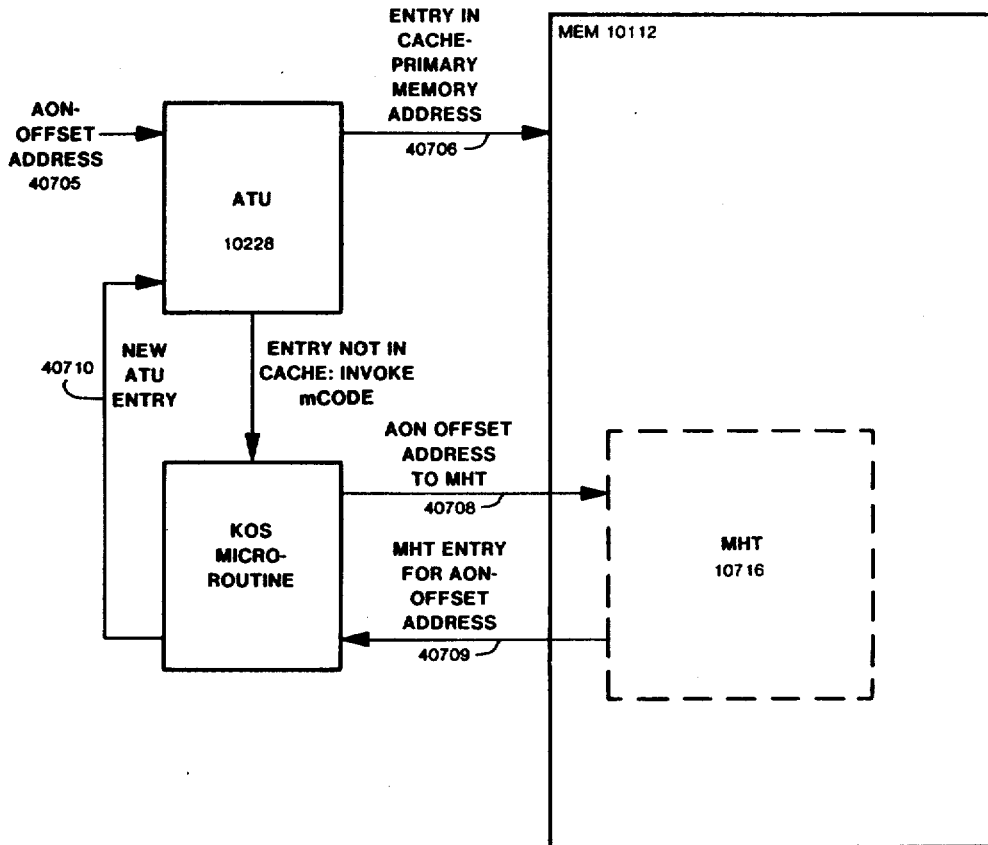 ENTRY IN
CACHE-
PRIMARY
MEMORY
ADDRESS
40706
MEM 10112
AON-
OFFSET
ADDRESS
40705
ATU
10228
40710
NEW
ATU
ENTRY
ENTRY NOT IN
CACHE: INVOKE
mCODE
AON OFFSET
ADDRESS
TO MHT
40708
KOS
MICRO-
ROUTINE
MHT ENTRY
FOR AON-
OFFSET
ADDRESS
40709
MHT
10716